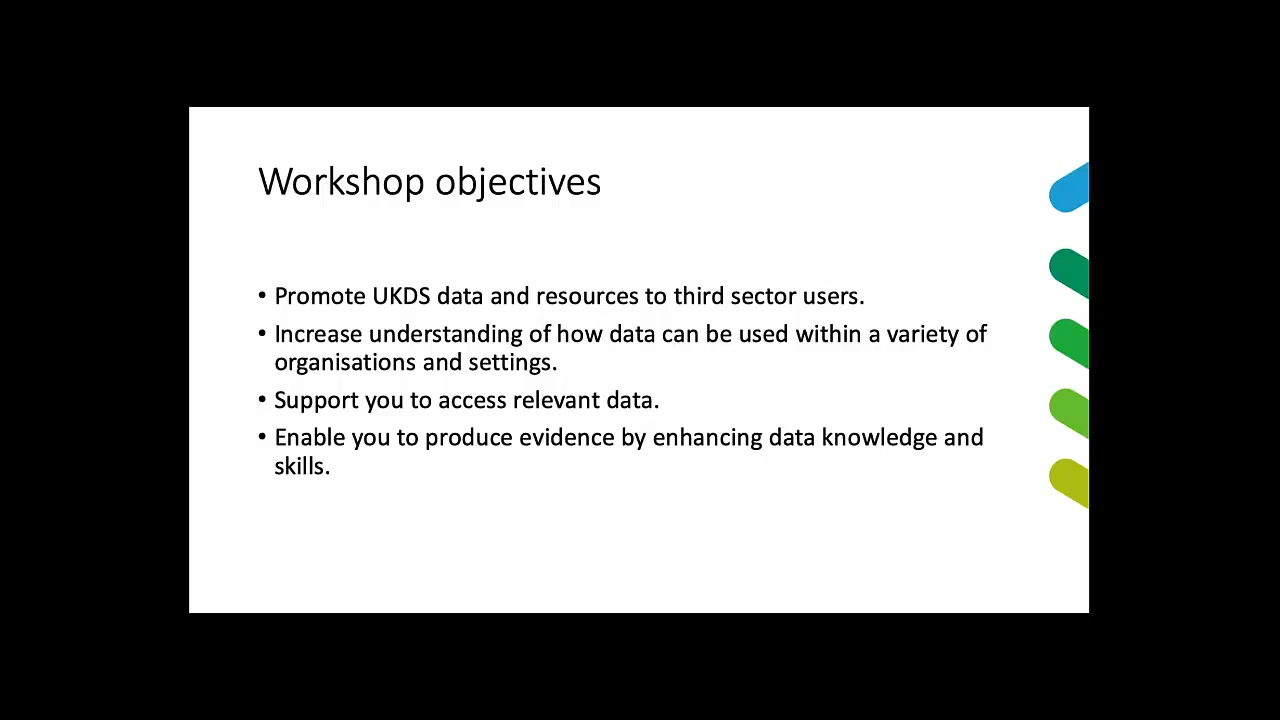 Workshop objectives
• Promote UKDS data and resources to third sector users.
• Increase understanding of how data can be used within a variety of
organisations and settings.
• Support you to access relevant data.
• Enable you to produce evidence by enhancing data knowledge and
skills.